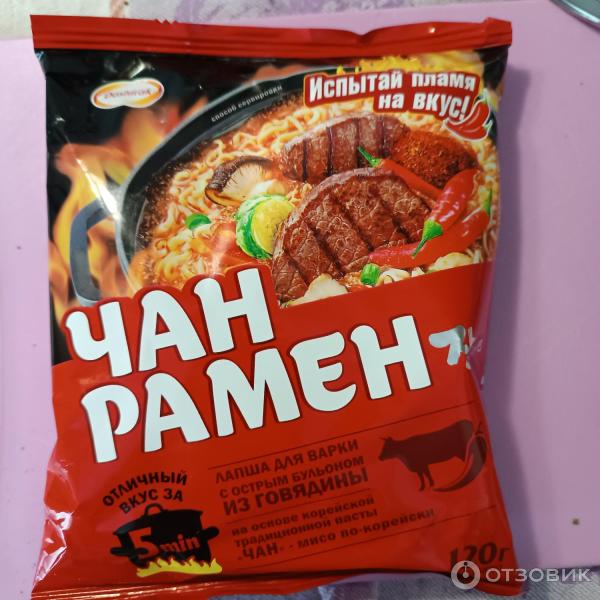 Doshirak
способ сервировки
Испытай пламя
на вкус!
ЧАН
РАМЕН
ОТЛИЧНЫЙ
ВКУС ЗА
5 min
ЛАПША ДЛЯ ВАРКИ
С ОСТРЫМ БУЛЬОНОМ
ИЗ ГОВЯДИНЫ
на основе корейской
традиционной пасты
«ЧАН» - мисо по-корейски
120г
ОТЗОВИК